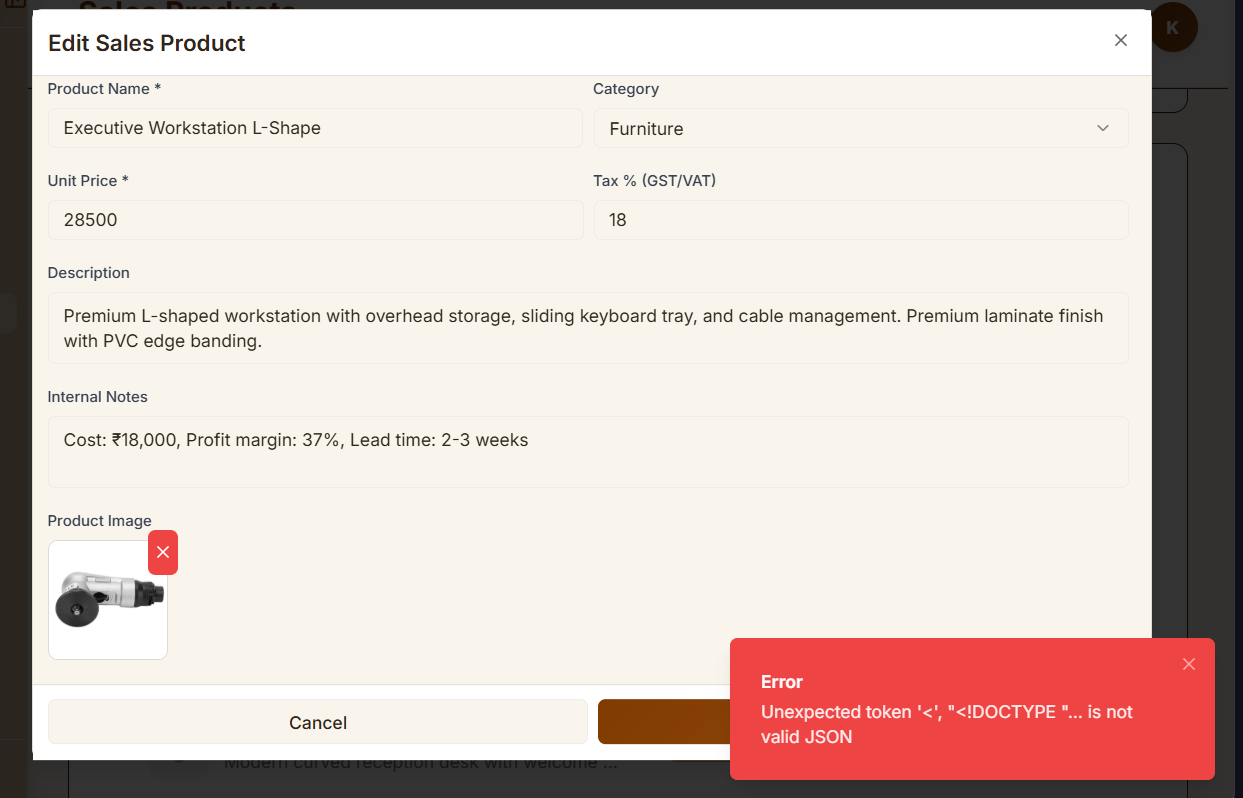 Sales Products
K
Edit Sales Product
Product Name *
Category
Executive Workstation L-Shape
Furniture
Unit Price *
Tax % (GST/VAT)
28500
18
Description
Premium L-shaped workstation with overhead storage, sliding keyboard tray, and cable management. Premium laminate finish
with PVC edge banding.
Internal Notes
Cost: ₹18,000, Profit margin: 37%, Lead time: 2-3 weeks
Product Image
Error
Unexpected token '<', "<!DOCTYPE "... is not
valid JSON
Cancel
Modern curved reception desk with welcome ...